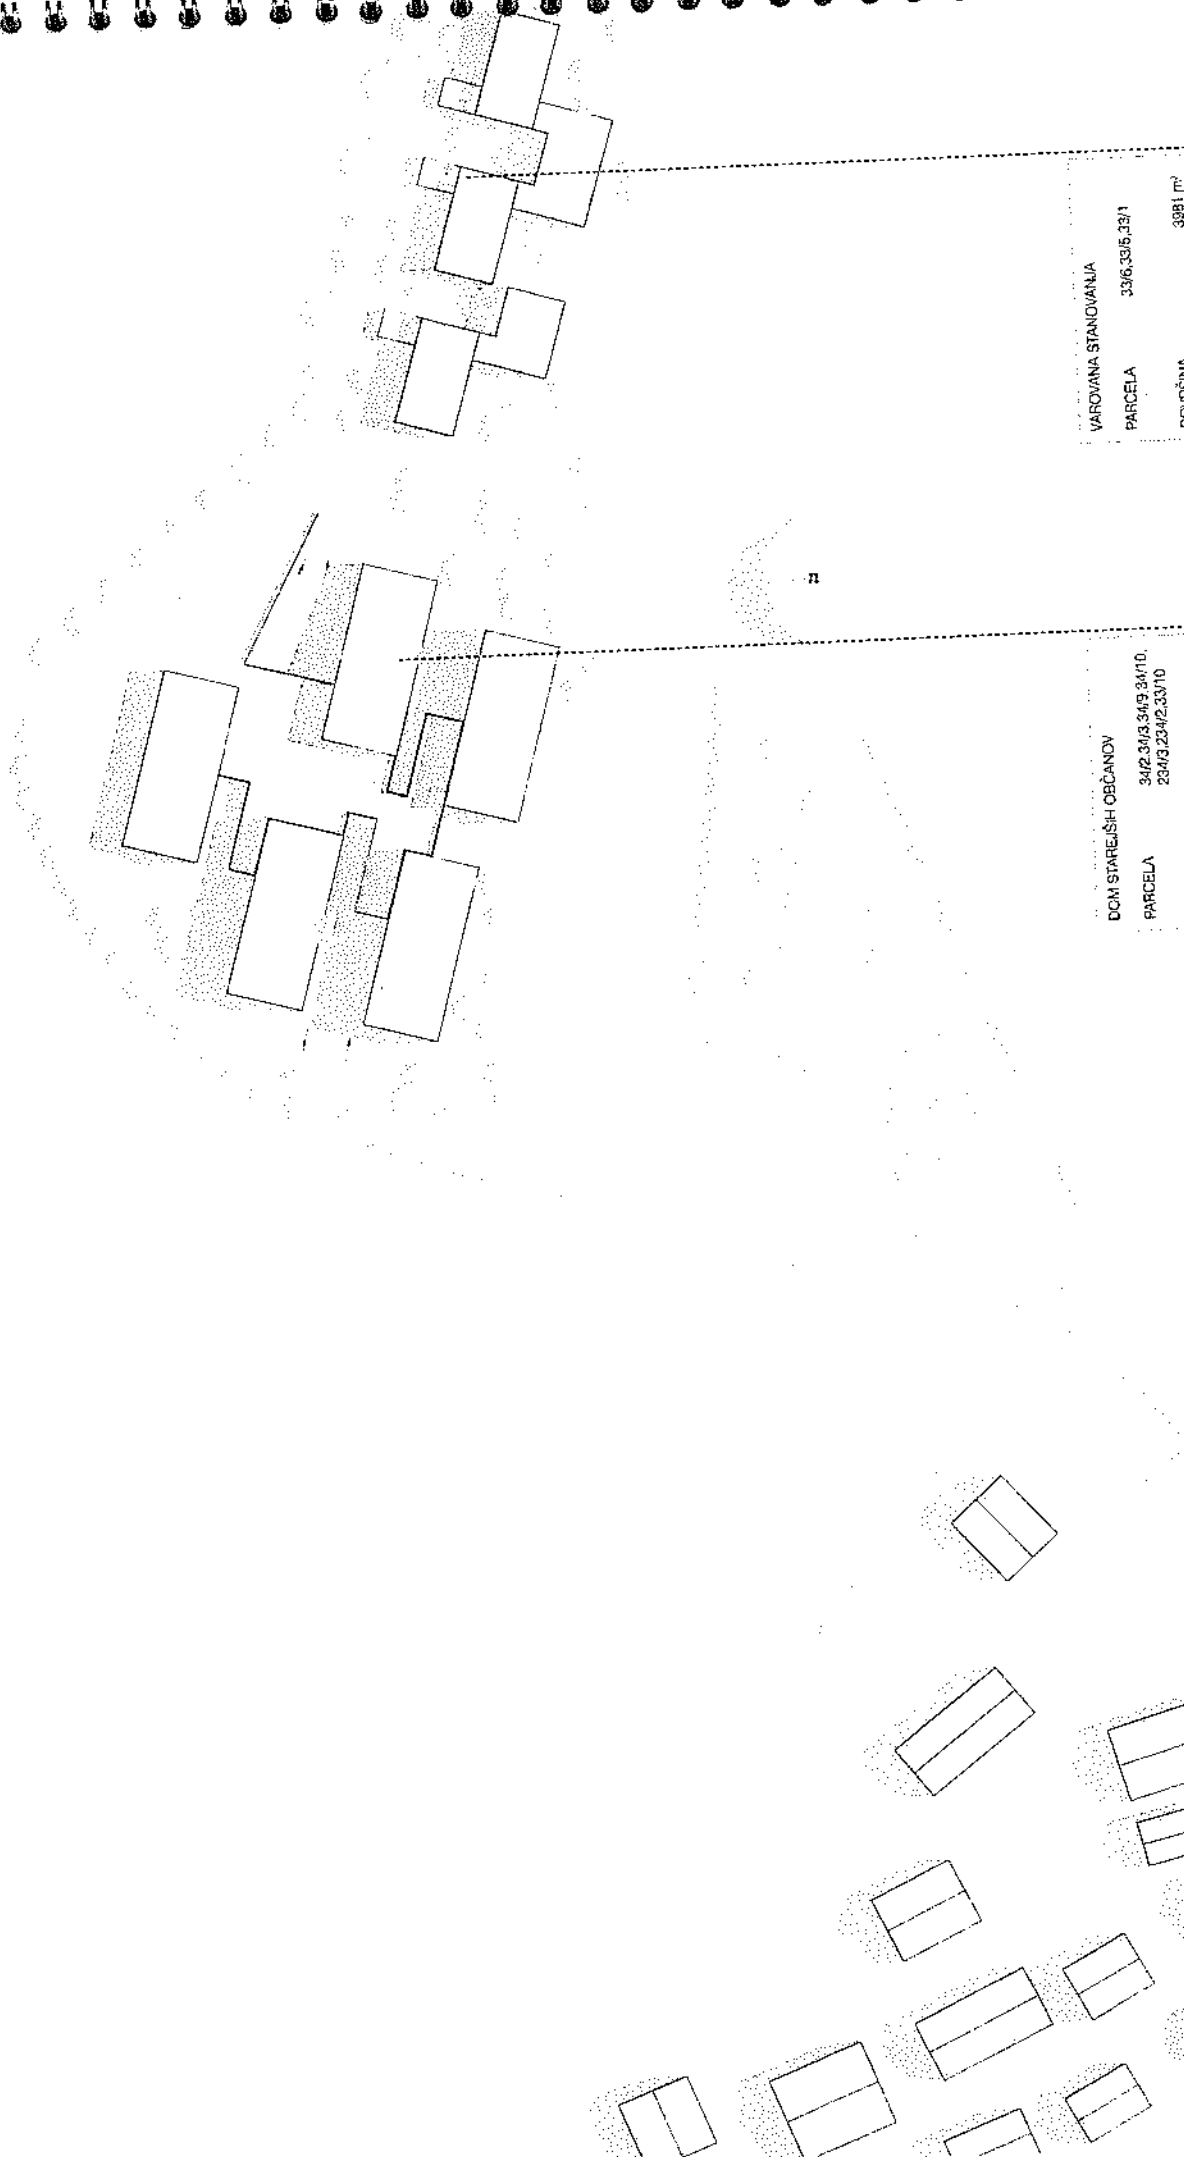 VAROVANA STANOVANJA
PARCELA 33/6,33/5,33/1
POVRŠINA 3981 m²
DOM STAREJŠIH OBČANOV
PARCELA 34/2,34/3,34/9,34/10,
234/3,234/2,33/10